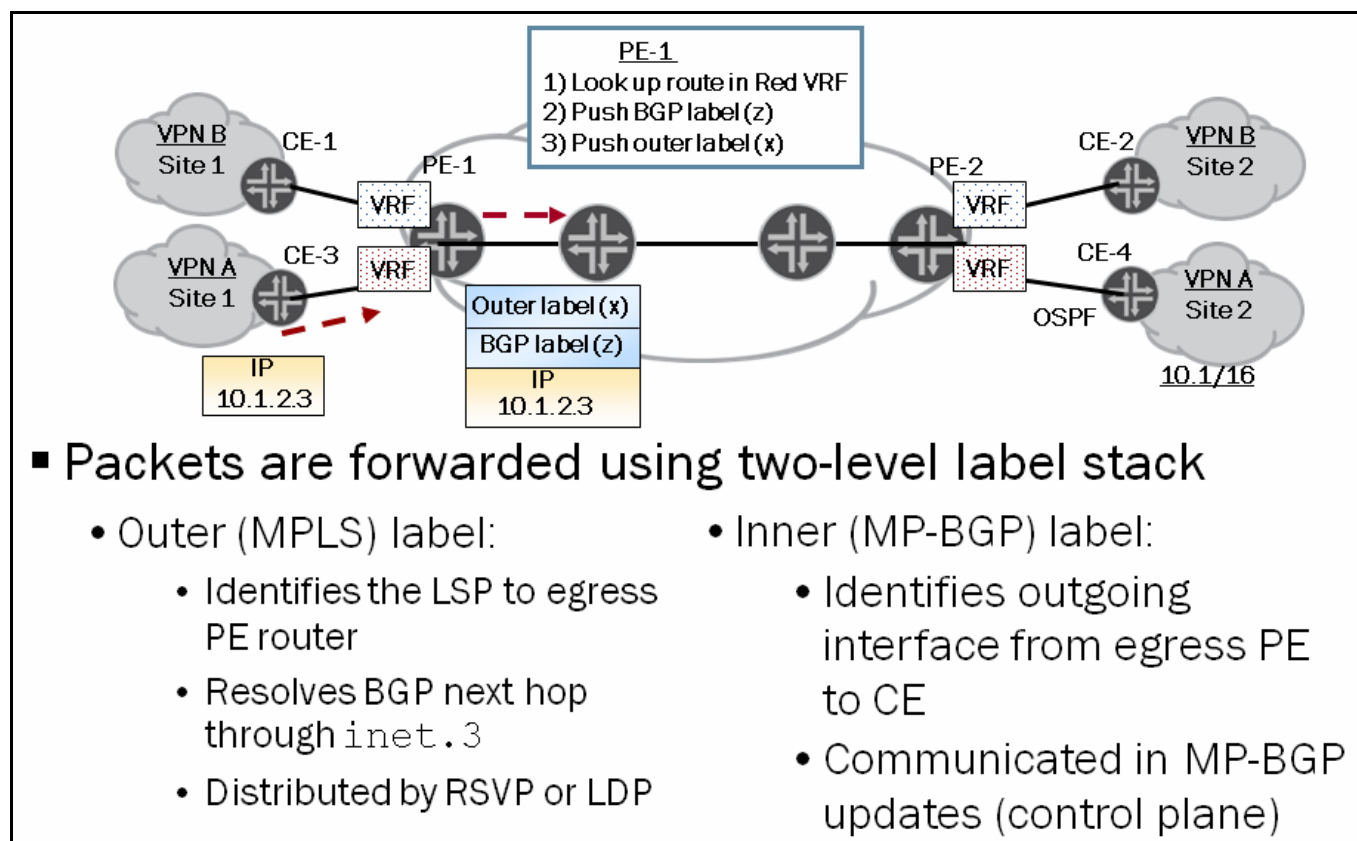 PE-1
1) Look up route in Red VRF
2) Push BGP label (z)
3) Push outer label (x)
VPN B
Site 1
CE-1
PE-1
VRF
PE-2
VRF
CE-2
VPN B
Site 2
VPN A
Site 1
CE-3
VRF
VRF
CE-4
OSPF
VPN A
Site 2
10.1/16
IP
10.1.2.3
Outer label (x)
BGP label (z)
IP
10.1.2.3
▪ Packets are forwarded using two-level label stack
• Outer (MPLS) label:
• Identifies the LSP to egress
PE router
• Resolves BGP next hop
through inet.3
• Distributed by RSVP or LDP
• Inner (MP-BGP) label:
• Identifies outgoing
interface from egress PE
to CE
• Communicated in MP-BGP
updates (control plane)